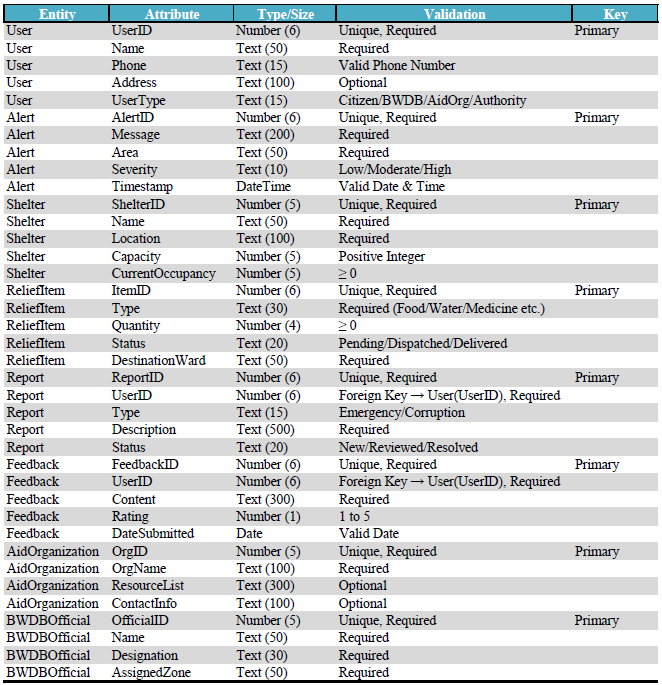 Entity Attribute Type/Size Validation Key
User UserID Number (6) Unique, Required Primary
User Name Text (50) Required
User Phone Text (15) Valid Phone Number
User Address Text (100) Optional
User UserType Text (15) Citizen/BWDB/AidOrg/Authority
Alert AlertID Number (6) Unique, Required Primary
Alert Message Text (200) Required
Alert Area Text (50) Required
Alert Severity Text (10) Low/Moderate/High
Alert Timestamp DateTime Valid Date & Time
Shelter ShelterID Number (5) Unique, Required Primary
Shelter Name Text (50) Required
Shelter Location Text (100) Required
Shelter Capacity Number (5) Positive Integer
Shelter CurrentOccupancy Number (5) ≥ 0
ReliefItem ItemID Number (6) Unique, Required Primary
ReliefItem Type Text (30) Required (Food/Water/Medicine etc.)
ReliefItem Quantity Number (4) ≥ 0
ReliefItem Status Text (20) Pending/Dispatched/Delivered
ReliefItem DestinationWard Text (50) Required
Report ReportID Number (6) Unique, Required Primary
Report UserID Number (6) Foreign Key → User(UserID), Required
Report Type Text (15) Emergency/Corruption
Report Description Text (500) Required
Report Status Text (20) New/Reviewed/Resolved
Feedback FeedbackID Number (6) Unique, Required Primary
Feedback UserID Number (6) Foreign Key → User(UserID), Required
Feedback Content Text (300) Required
Feedback Rating Number (1) 1 to 5
Feedback DateSubmitted Date Valid Date
AidOrganization OrgID Number (5) Unique, Required Primary
AidOrganization OrgName Text (100) Required
AidOrganization ResourceList Text (300) Optional
AidOrganization ContactInfo Text (100) Optional
BWDBOfficial OfficialID Number (5) Unique, Required Primary
BWDBOfficial Name Text (50) Required
BWDBOfficial Designation Text (30) Required
BWDBOfficial AssignedZone Text (50) Required